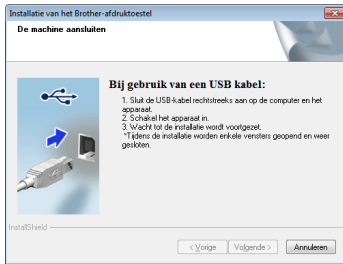 Installatie van het Brother-afdruktoestel
De machine aansluiten
Bij gebruik van een USB kabel:
1. Sluit de USB-kabel rechtstreeks aan op de computer en het
apparaat.
2. Schakel het apparaat in.
3. Wacht tot de installatie wordt voortgezet.
*Tijdens de installatie worden enkele vensters geopend en weer
gesloten.
InstallShield
< Vorige
Volgende >
Annuleren